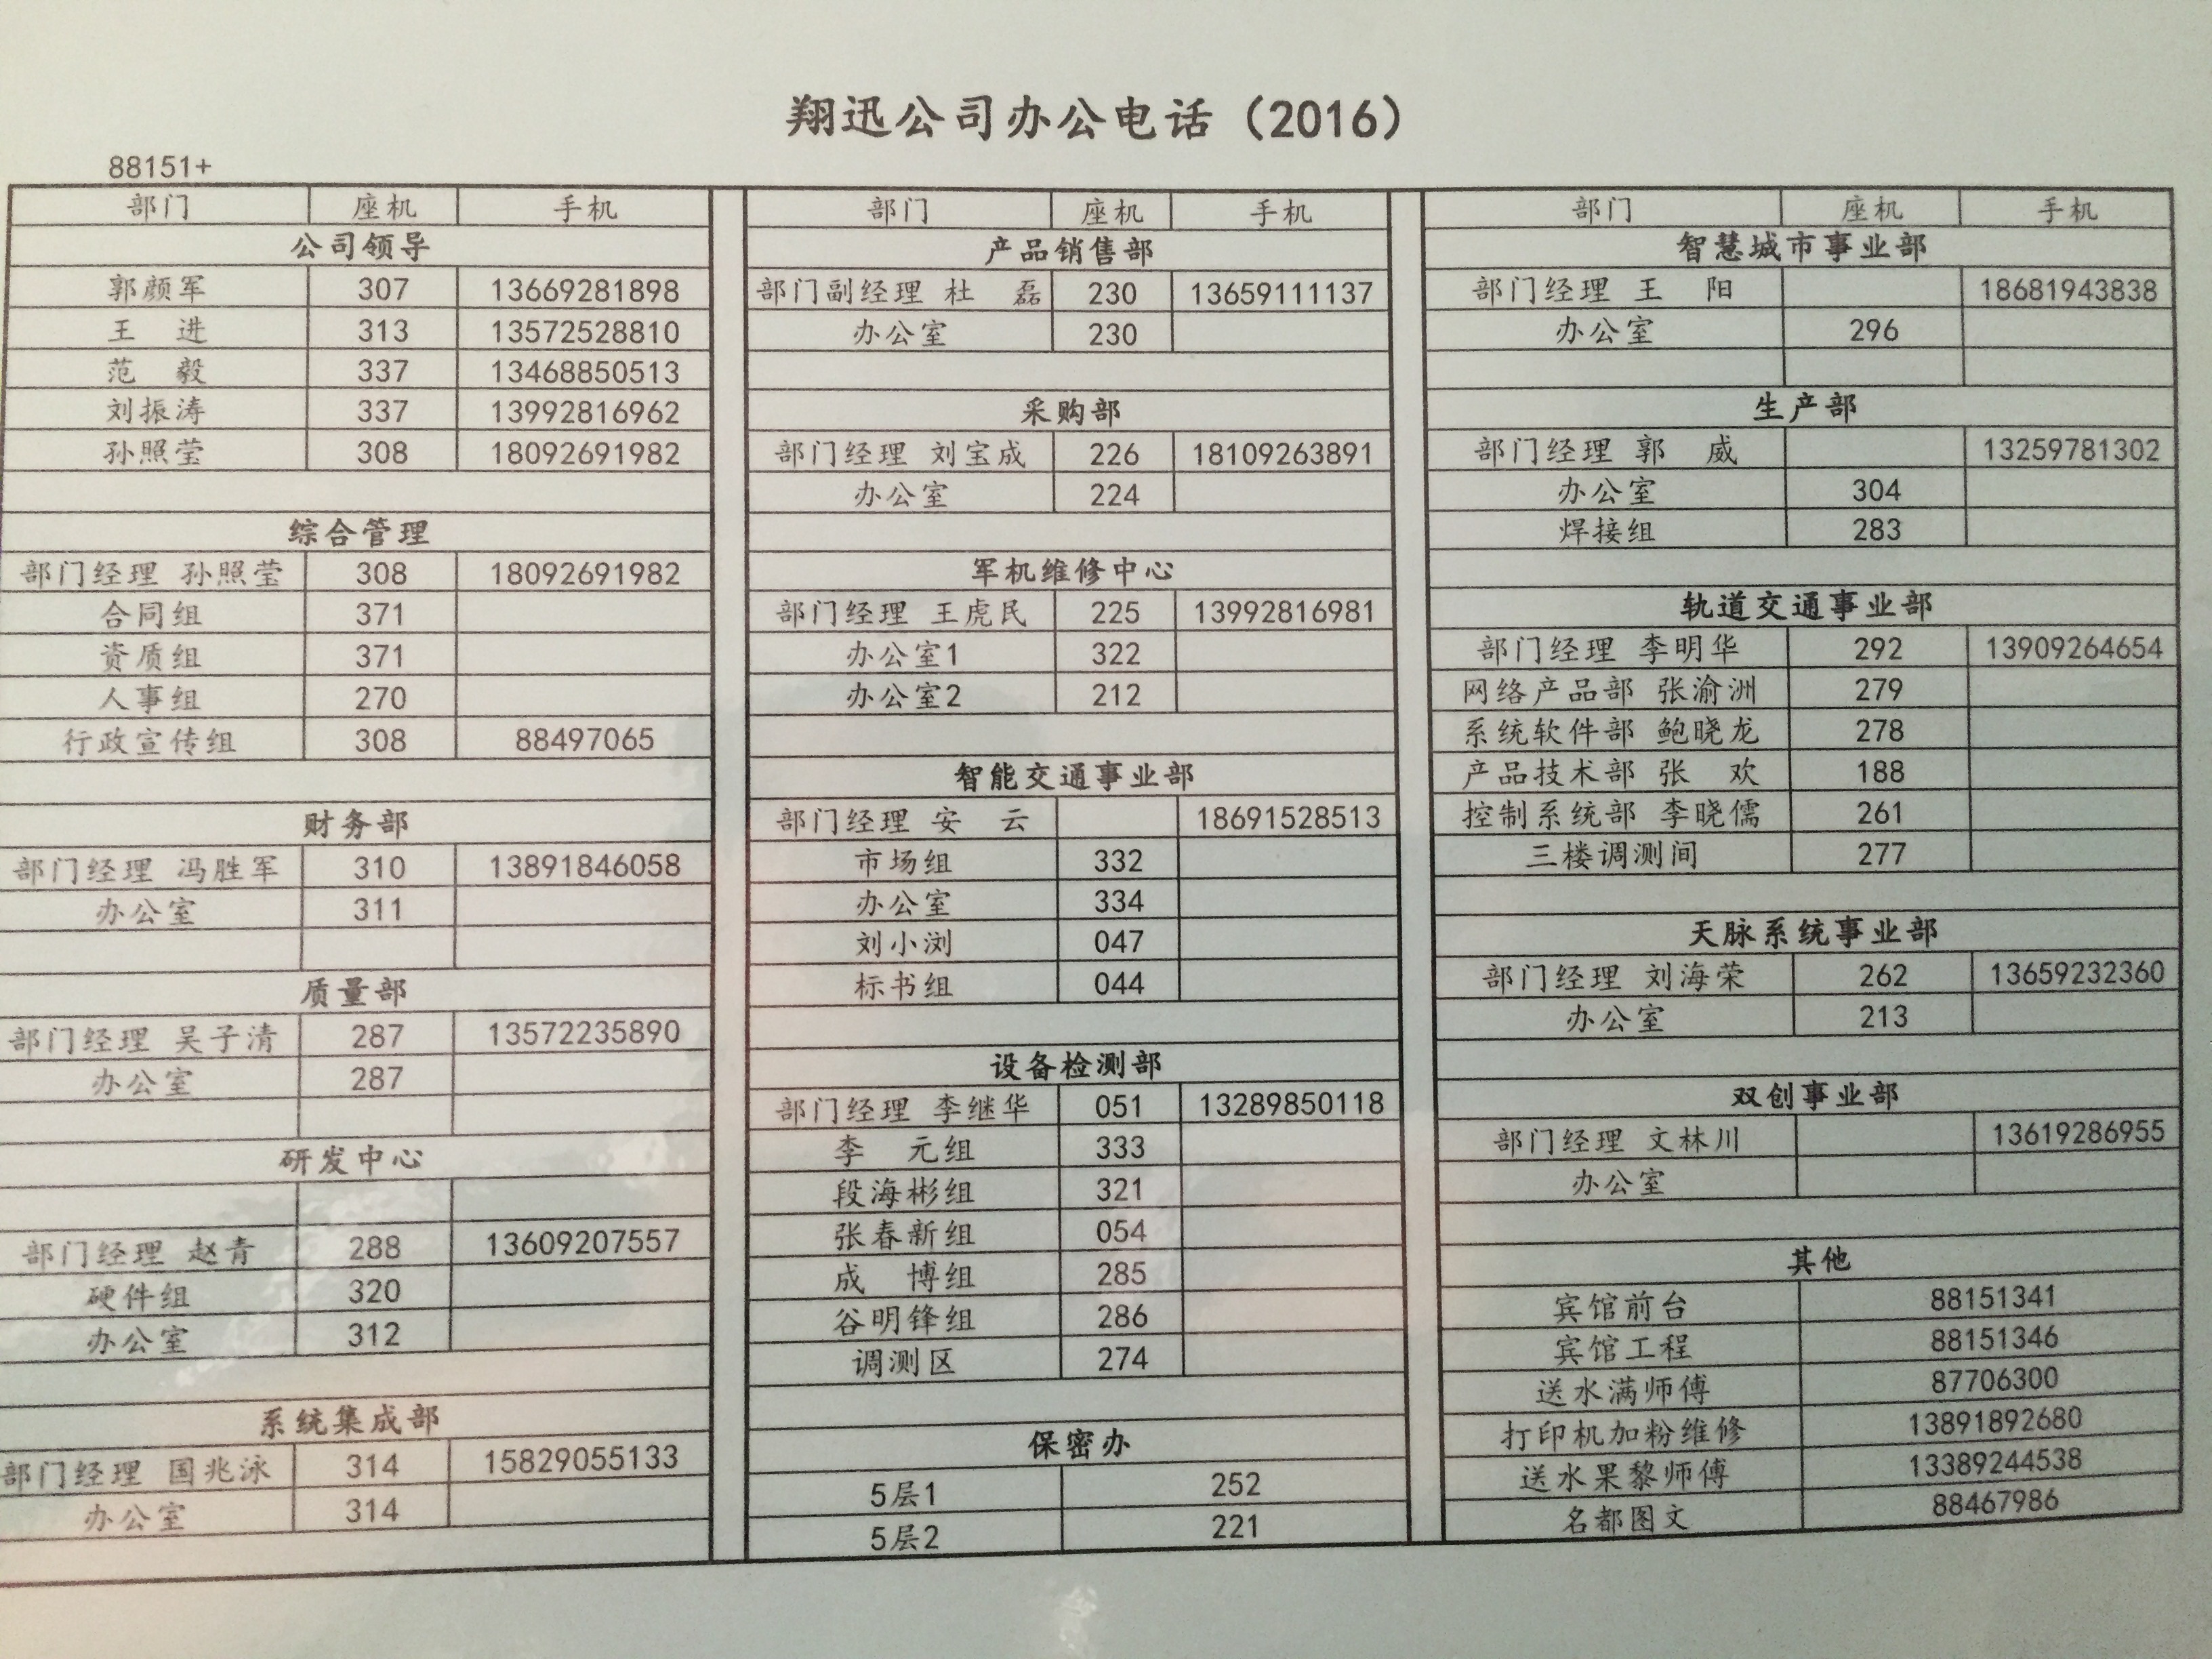 翔迅公司办公电话（2016）
88151+
部门 座机 手机
公司领导
郭颜军 307 13669281898
王 进 313 13572528810
范 毅 337 13468850513
刘振涛 337 13992816962
孙照莹 308 18092691982
综合管理
部门经理 孙照莹 308 18092691982
合同组 371
资质组 371
人事组 270
行政宣传组 308 88497065
财务部
部门经理 冯胜军 310 13891846058
办公室 311
质量部
部门经理 吴子清 287 13572235890
办公室 287
研发中心
部门经理 赵青 288 13609207557
硬件组 320
办公室 312
系统集成部
部门经理 国兆泳 314 15829055133
办公室 314
部门 座机 手机
产品销售部
部门副经理 杜 磊 230 13659111137
办公室 230
采购部
部门经理 刘宝成 226 18109263891
办公室 224
军机维修中心
部门经理 王虎民 225 13992816981
办公室1 322
办公室2 212
智能交通事业部
部门经理 安 云 18691528513
市场组 332
办公室 334
刘小浏 047
标书组 044
设备检测部
部门经理 李继华 051 13289850118
李 元组 333
段海彬组 321
张春新组 054
成 博组 285
谷明锋组 286
调测区 274
保密办
5层1 252
5层2 221
部门 座机 手机
智慧城市事业部
部门经理 王 阳 18681943838
办公室 296
生产部
部门经理 郭 威 13259781302
办公室 304
焊接组 283
轨道交通事业部
部门经理 李明华 292 13909264654
网络产品部 张渝洲 279
系统软件部 鲍晓龙 278
产品技术部 张 欢 188
控制系统部 李晓儒 261
三楼调测间 277
天脉系统事业部
部门经理 刘海荣 262 13659232360
办公室 213
双创事业部
部门经理 文林川 13619286955
办公室
其他
宾馆前台 88151341
宾馆工程 88151346
送水满师傅 87706300
打印机加粉维修 13891892680
送水果黎师傅 13389244538
名都图文 88467986